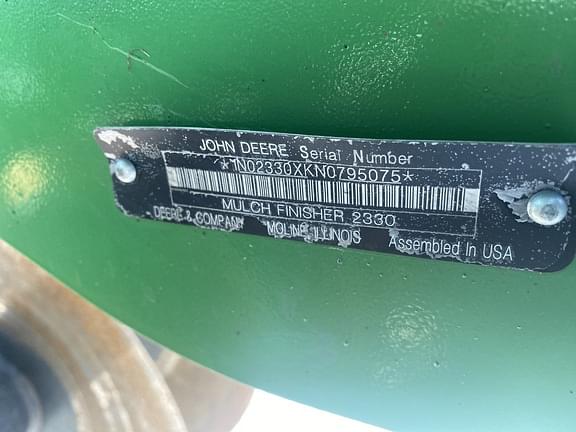 JOHN DEERE Serial Number
*1N02330XKN0795075*
MULCH FINISHER 2330
DEERE & COMPANY MOLINE, ILLINOIS Assembled In USA